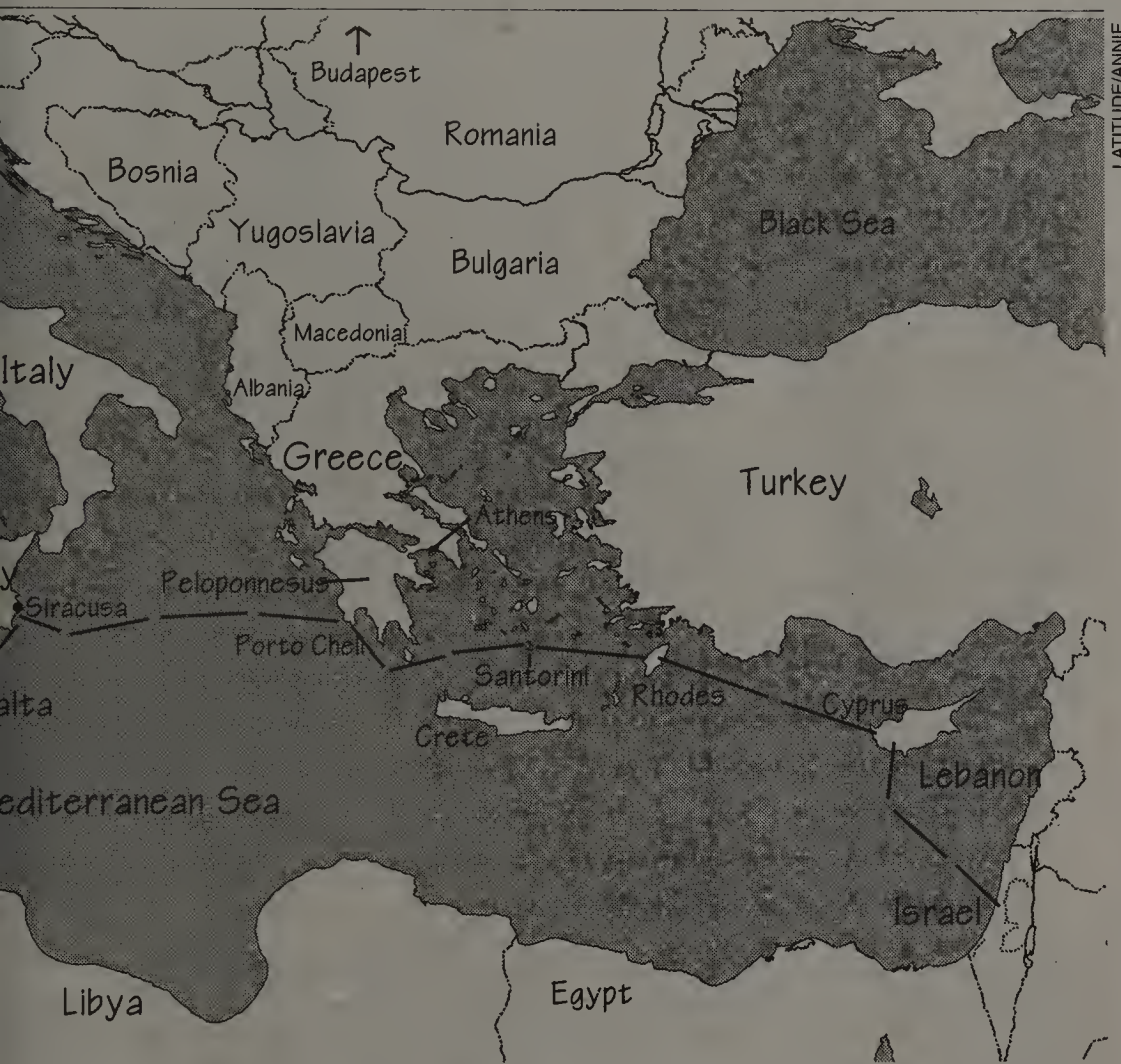 LATITUDE/ANNIE
Budapest
Romania
Bosnia
Black Sea
Yugoslavia
Bulgaria
Macedonia
Italy
Albania
Greece
Turkey
Athens
Peloponnesus
y
Siracusa
Porto Cheli
Santorini
Rhodes
Cyprus
alta
Crete
Lebanon
editerranean Sea
Israel
Libya
Egypt